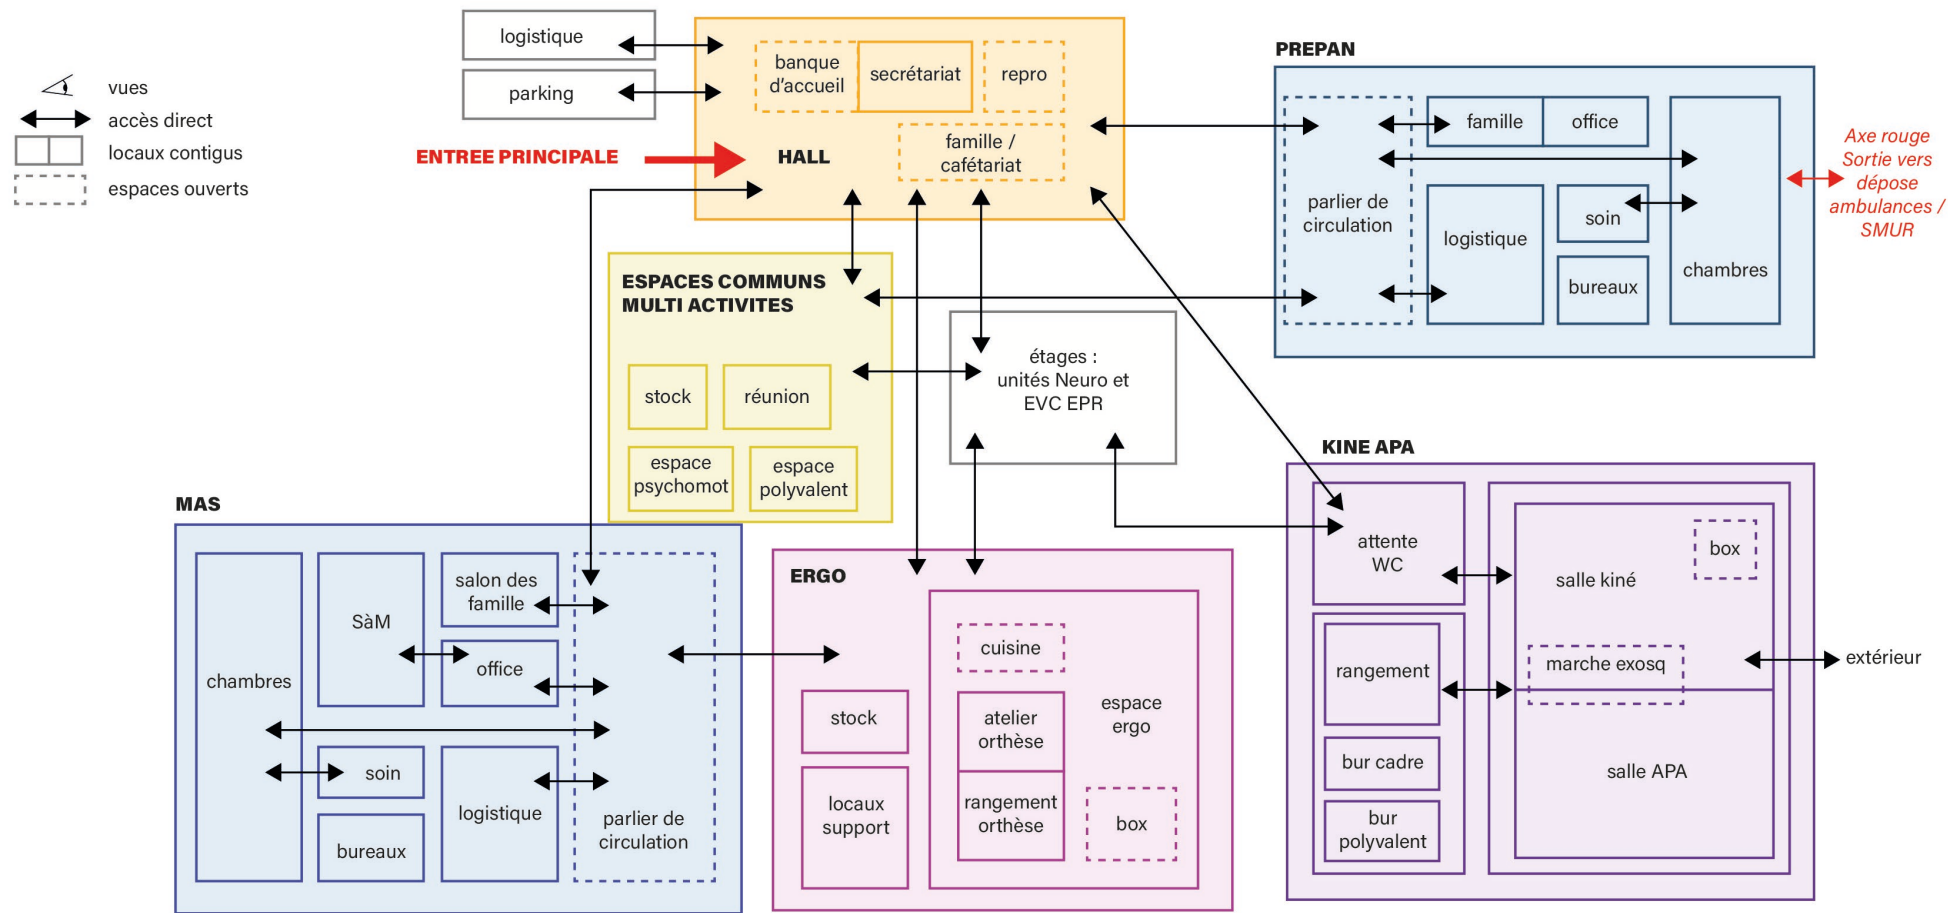 vues
accès direct
locaux contigus
espaces ouverts
logistique
parking
ENTREE PRINCIPALE
banque
d'accueil
secrétariat
repro
famille /
cafétariat
HALL
PREPAN
parlier de
circulation
famille
office
logistique
soin
bureaux
chambres
Axe rouge
Sortie vers
dépose
ambulances /
SMUR
ESPACES COMMUNS
MULTI ACTIVITES
stock
réunion
espace
psychomot
espace
polyvalent
étages :
unités Neuro et
EVC EPR
MAS
chambres
SàM
salon des
famille
office
soin
bureaux
logistique
parlier de
circulation
ERGO
stock
locaux
support
cuisine
atelier
orthèse
rangement
orthèse
espace
ergo
box
KINE APA
attente
WC
rangement
bur cadre
bur
polyvalent
salle kiné
box
marche exosq
salle APA
extérieur